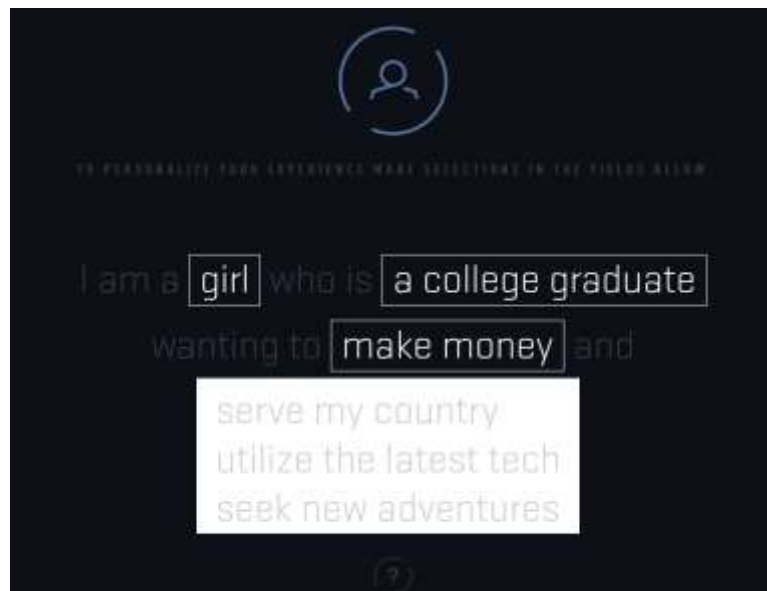 TO PERSONALIZE YOUR EXPERIENCE MAKE SELECTIONS IN THE FIELDS BELOW
I am a girl who is a college graduate
wanting to make money and
serve my country
utilize the latest tech
seek new adventures
?